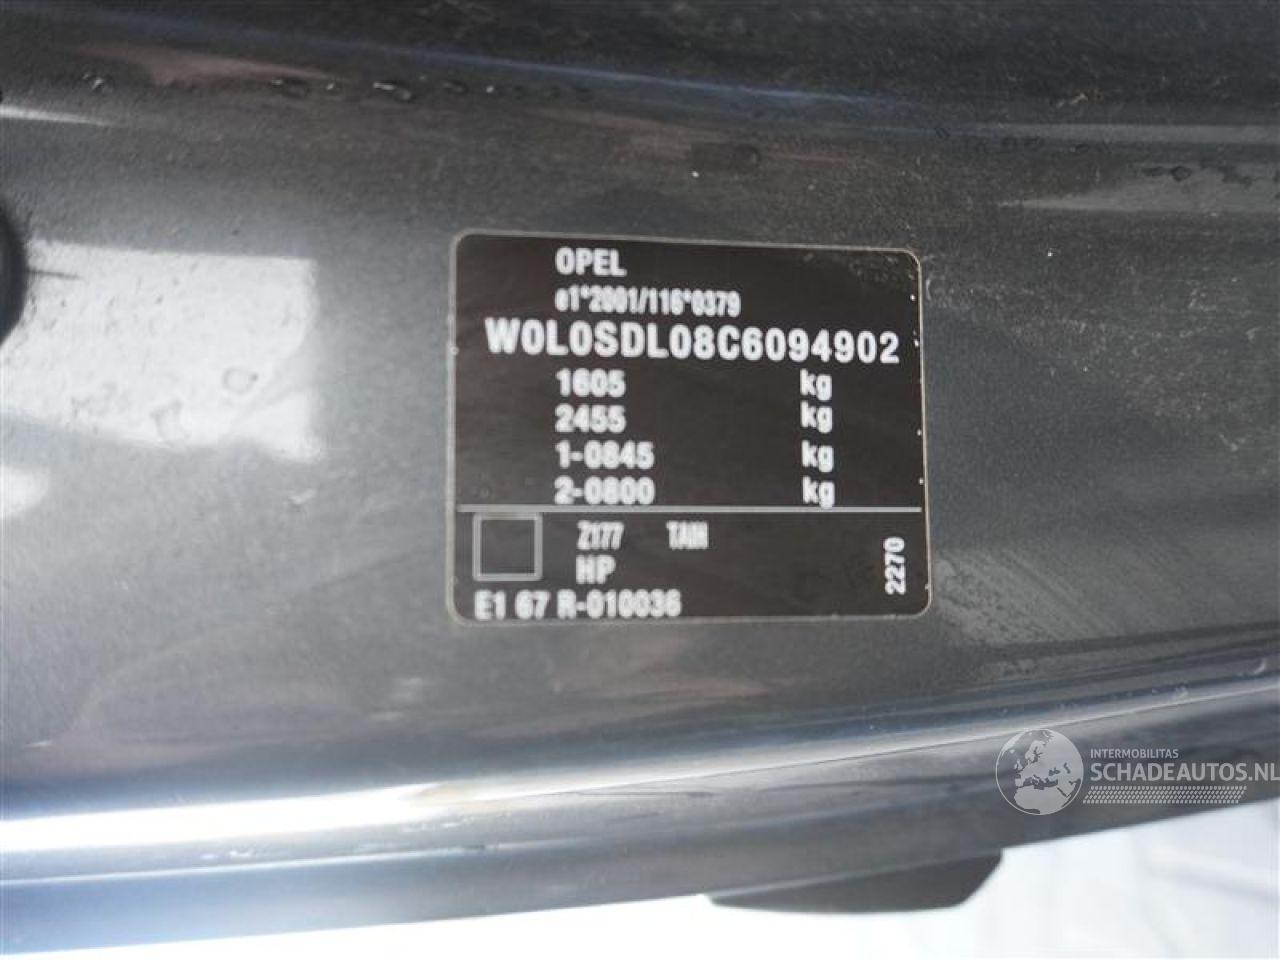 OPEL
e1*2001/116*0379
W0L0SDL08C6094902
1605 kg
2455 kg
1-0845 kg
2-0800 kg
Z177
HP
2270
E1 67 R-010036
INTERMOBILITAS
SCHADEAUTOS.NL